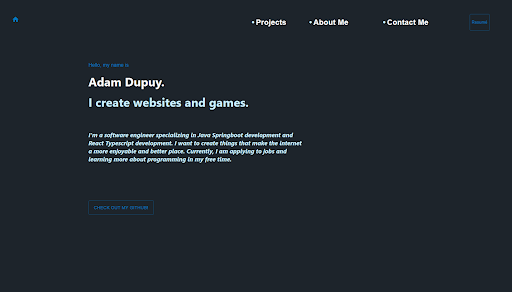 • Projects
• About Me
• Contact Me
Resume
Hello, my name is
Adam Dupuy.
I create websites and games.
I'm a software engineer specializing in Java Springboot development and
React Typescript development. I want to create things that make the internet
a more enjoyable and better place. Currently, I am applying to jobs and
learning more about programming in my free time.
CHECK OUT MY GITHUB!